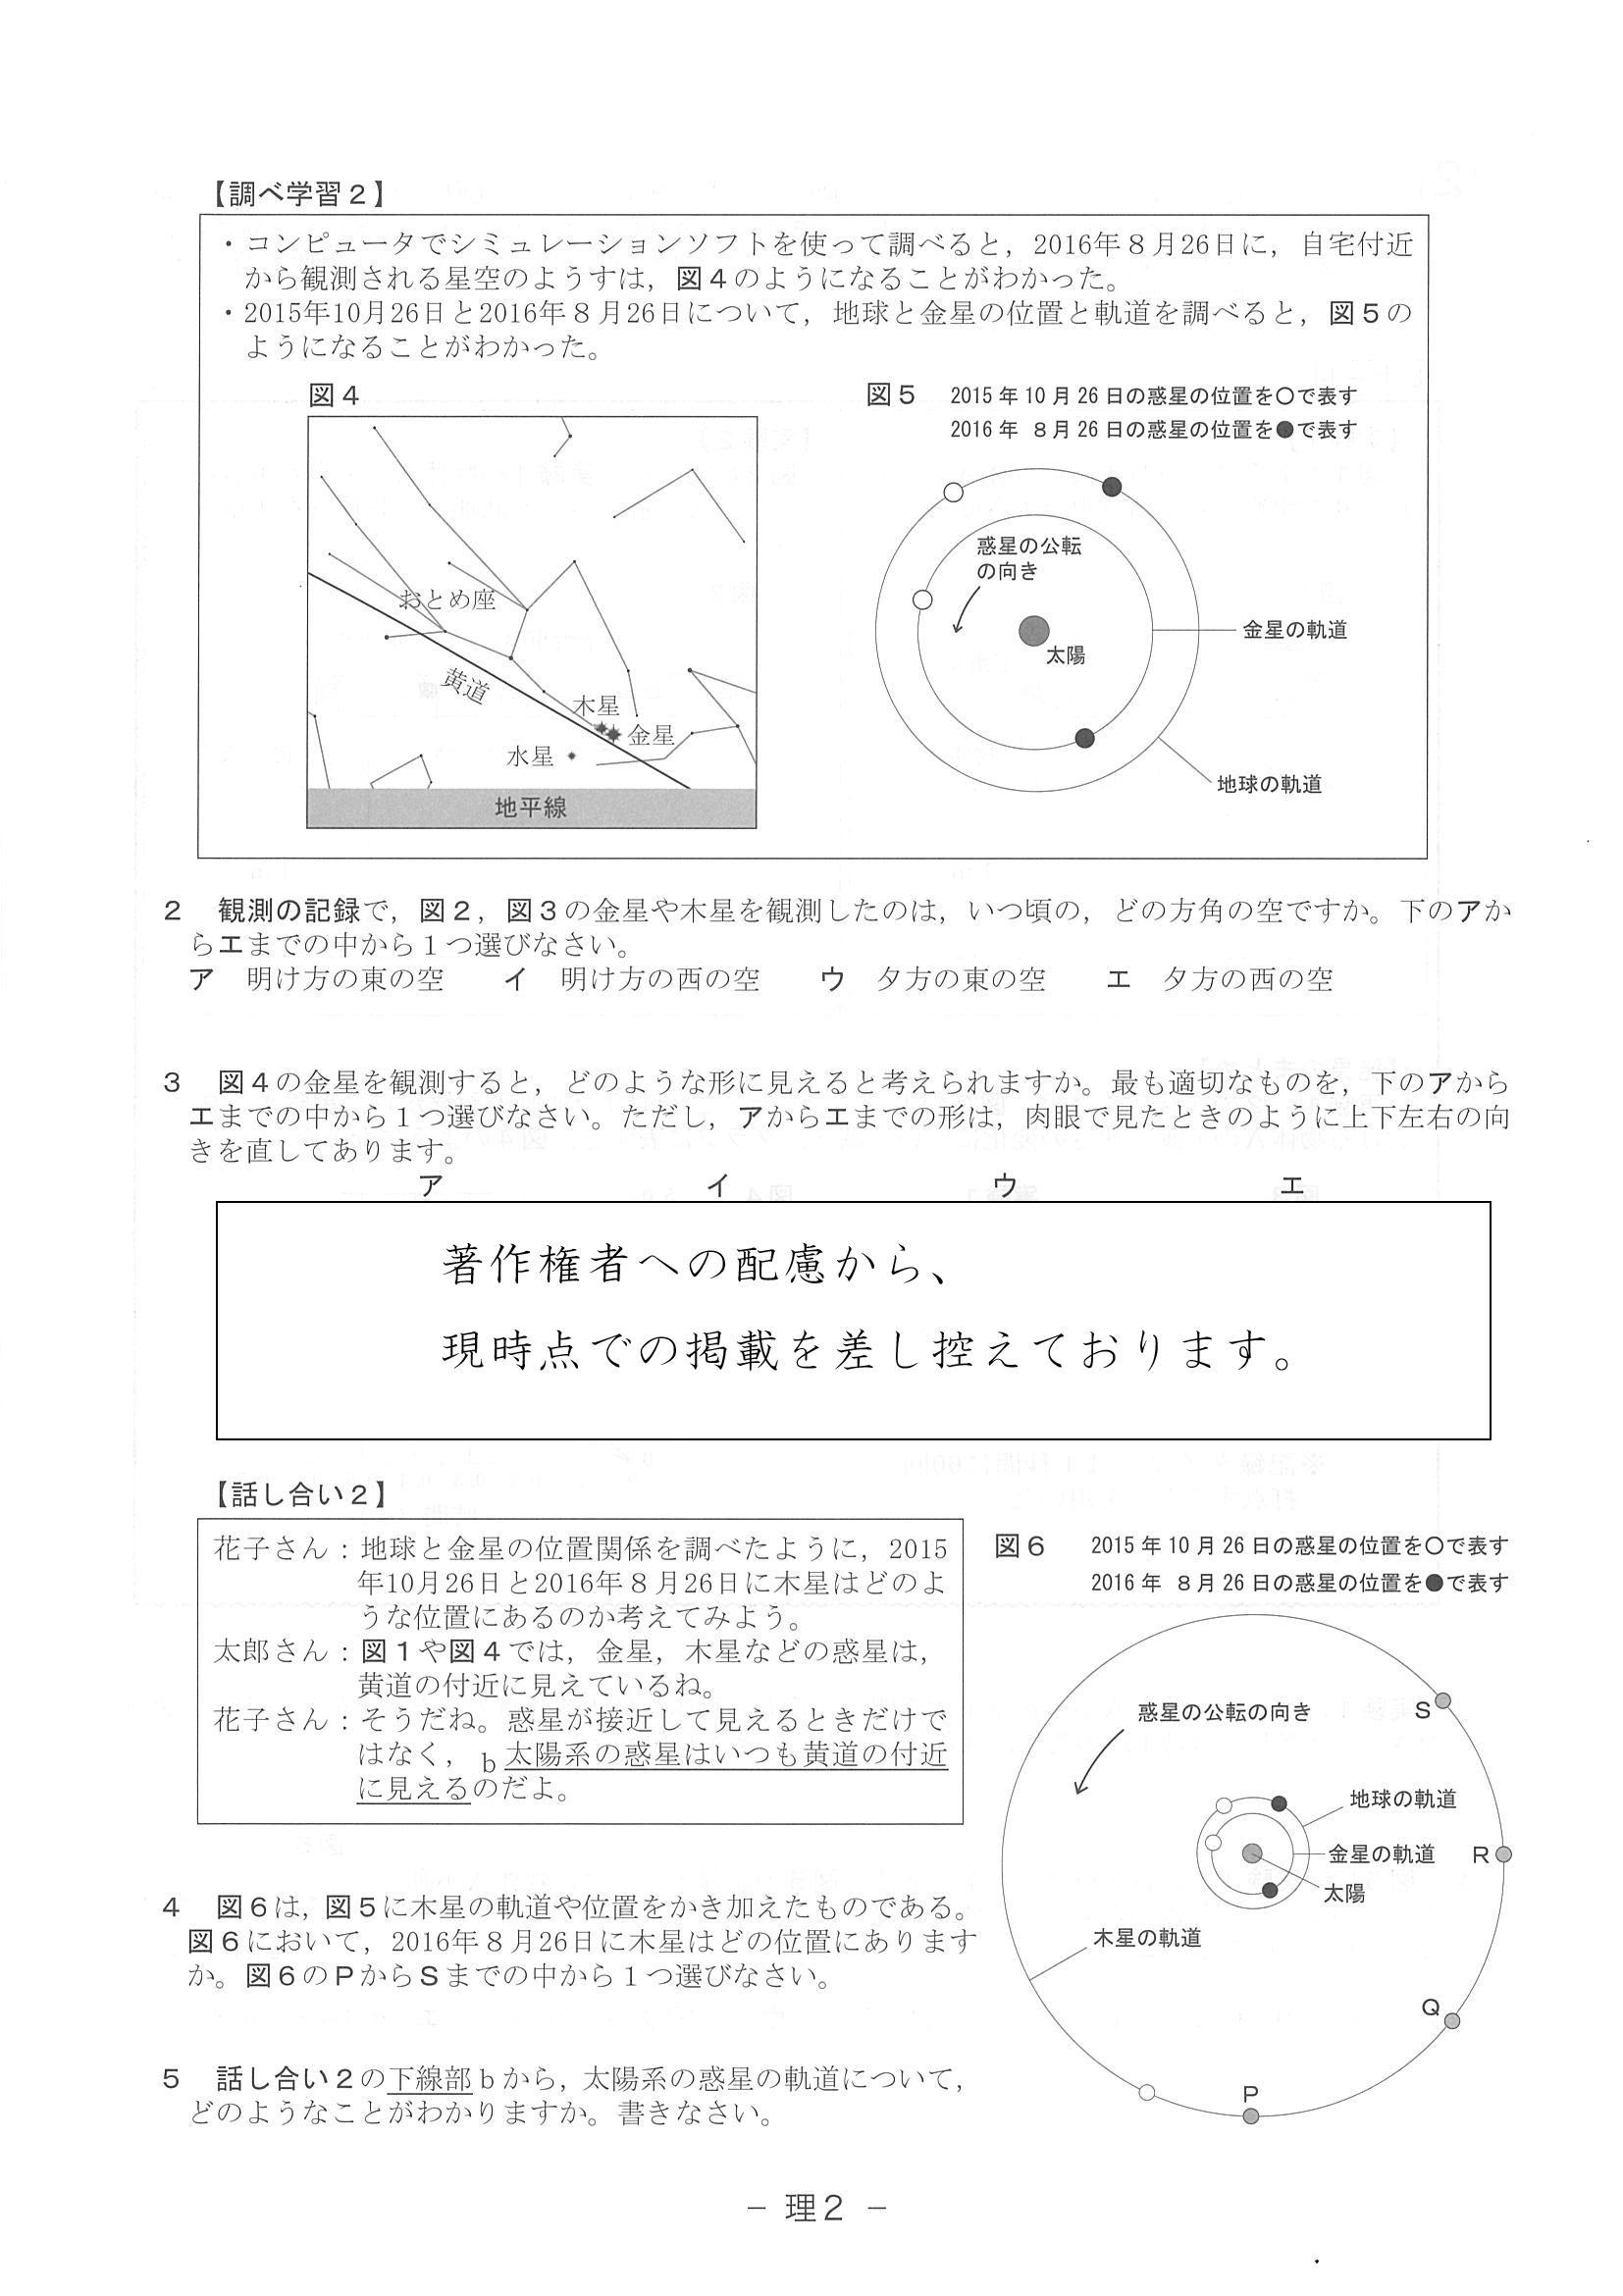 【調べ学習２】
・コンピュータでシミュレーションソフトを使って調べると，2016年８月26日に，自宅付近
から観測される星空のようすは，図４のようになることがわかった。
・2015年10月26日と2016年８月26日について，地球と金星の位置と軌道を調べると，図５の
ようになることがわかった。
図４
おとめ座
黄道
木星
金星
水星
地平線
図５ 2015年10月26日の惑星の位置を○で表す
2016年 ８月26日の惑星の位置を●で表す
惑星の公転
の向き
太陽
金星の軌道
地球の軌道
２ 観測の記録で，図２，図３の金星や木星を観測したのは，いつ頃の，どの方角の空ですか。下のアか
らエまでの中から１つ選びなさい。
ア 明け方の東の空 イ 明け方の西の空 ウ 夕方の東の空 エ 夕方の西の空
３ 図４の金星を観測すると，どのような形に見えると考えられますか。最も適切なものを，下のアから
エまでの中から１つ選びなさい。ただし，アからエまでの形は，肉眼で見たときのように上下左右の向
きを直してあります。
ア イ ウ エ
著作権者への配慮から、
現時点での掲載を差し控えております。
【話し合い２】
花子さん：地球と金星の位置関係を調べたように，2015
年10月26日と2016年８月26日に木星はどのよ
うな位置にあるのか考えてみよう。
太郎さん：図１や図４では，金星，木星などの惑星は，
黄道の付近に見えているね。
花子さん：そうだね。惑星が接近して見えるときだけで
はなく，b太陽系の惑星はいつも黄道の付近
に見えるのだよ。
図６ 2015年10月26日の惑星の位置を○で表す
2016年 ８月26日の惑星の位置を●で表す
惑星の公転の向き
S
地球の軌道
金星の軌道
R
太陽
木星の軌道
Q
P
４ 図６は，図５に木星の軌道や位置をかき加えたものである。
図６において，2016年８月26日に木星はどの位置にあります
か。図６のPからSまでの中から１つ選びなさい。
５ 話し合い２の下線部ｂから，太陽系の惑星の軌道について，
どのようなことがわかりますか。書きなさい。
－ 理２ －